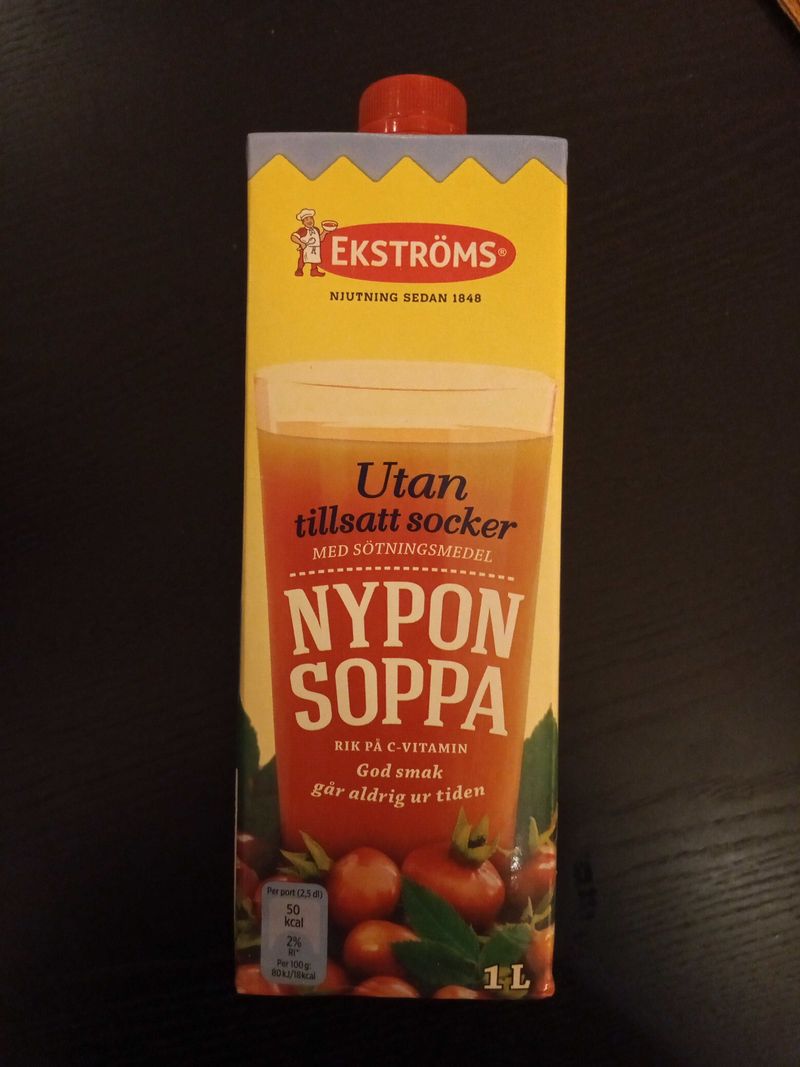 EKSTRÖMS®
NJUTNING SEDAN 1848
Utan
tillsatt socker
MED SÖTNINGSMEDEL
NYPON
SOPPA
RIK PÅ C-VITAMIN
God smak
går aldrig ur tiden
Per port (2,5 dl)
50
kcal
2%
RI*
Per 100 g:
80 kJ/18 kcal
1 L